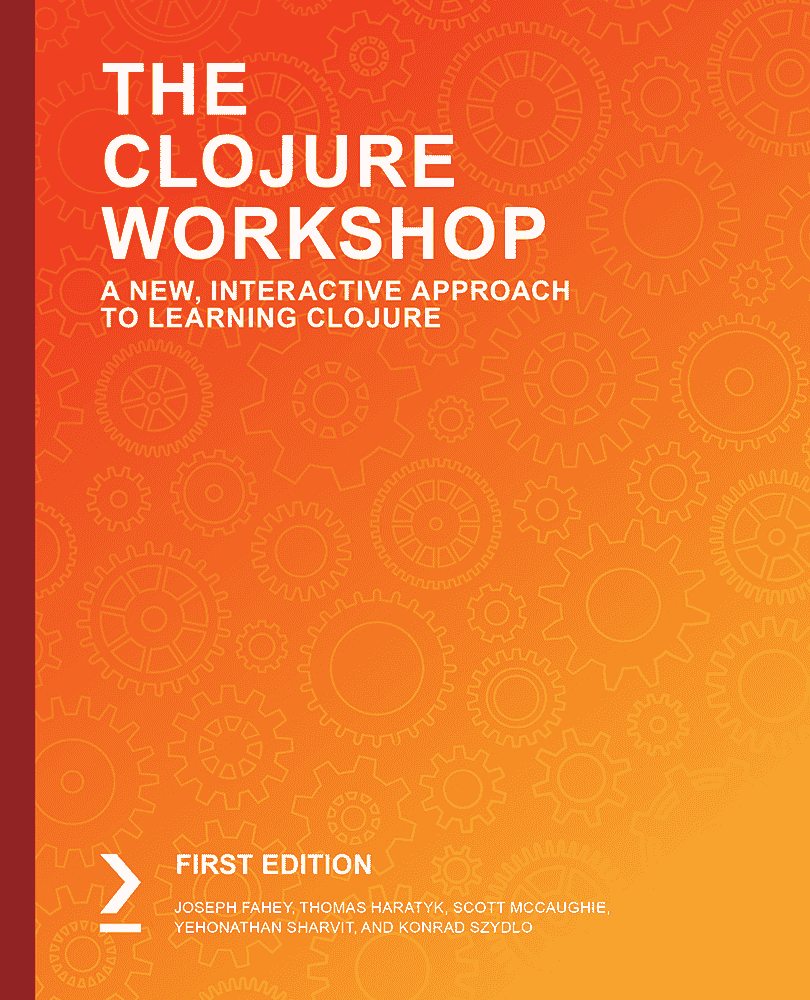 THE
CLOJURE
WORKSHOP
A NEW, INTERACTIVE APPROACH
TO LEARNING CLOJURE
FIRST EDITION
JOSEPH FAHEY, THOMAS HARATYK, SCOTT MCCAUGHIE,
YEHONATHAN SHARVIT, AND KONRAD SZYDLO